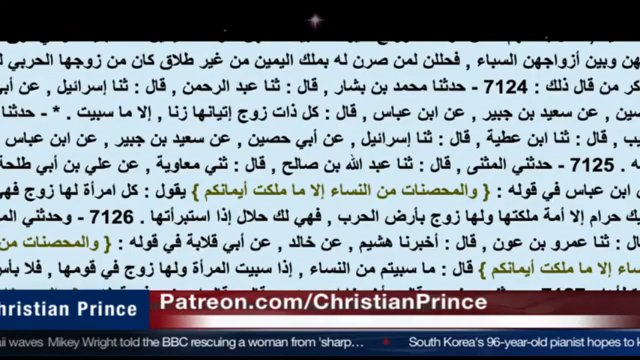 هن وبين أزواجهن السباء ، فحللن لمن صرن له بملك اليمين من غير طلاق كان من زوجها الحربي ل
كر من قال ذلك : 7124 - حدثنا محمد بن بشار ، قال : ثنا عبد الرحمن ، قال : ثنا إسرائيل ، عن أبي
ين ، عن سعيد بن جبير ، عن ابن عباس ، قال : كل ذات زوج إتيانها زنا ، إلا ما سبيت . * - حدثنا
يب ، قال : ثنا ابن عطية ، قال : ثنا إسرائيل ، عن أبي حصين ، عن سعيد بن جبير ، عن ابن عباس
ه . 7125 - حدثني المثنى ، قال : ثنا عبد الله بن صالح ، قال : ثني معاوية ، عن علي بن أبي طلحة
ابن عباس في قوله : { والمحصنات من النساء إلا ما ملكت أيمانكم } يقول : كل امرأة لها زوج فهي
يك حرام إلا أمة ملكتها ولها زوج بأرض الحرب ، فهي لك حلال إذا استبرأتها . 7126 - وحدثني الم
قال : ثنا عمرو بن عون ، قال : أخبرنا هشيم ، عن خالد ، عن أبي قلابة في قوله : { والمحصنات من
ساء إلا ما ملكت أيمانكم } قال : ما سبيتم من النساء ، إذا سبيت المرأة ولها زوج في قومها ، فلا بأس
Christian Prince
Patreon.com/ChristianPrince
waves Mikey Wright told the BBC rescuing a woman from 'sharp… South Korea's 96-year-old pianist hopes to